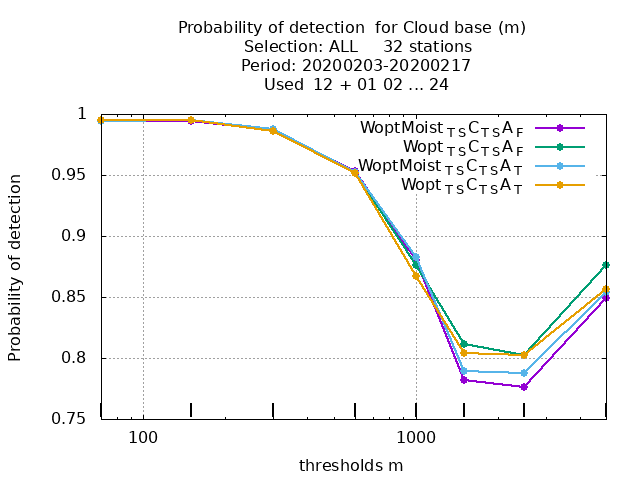 Probability of detection  for Cloud base (m)
Selection: ALL     32 stations
Period: 20200203-20200217
Used  12 + 01 02 ... 24
1
0.95
0.9
0.85
0.8
0.75
Probability of detection
WoptMoist_TSC_TSA_F
Wopt_TSC_TSA_F
WoptMoist_TSC_TSA_T
Wopt_TSC_TSA_T
100 1000
thresholds m